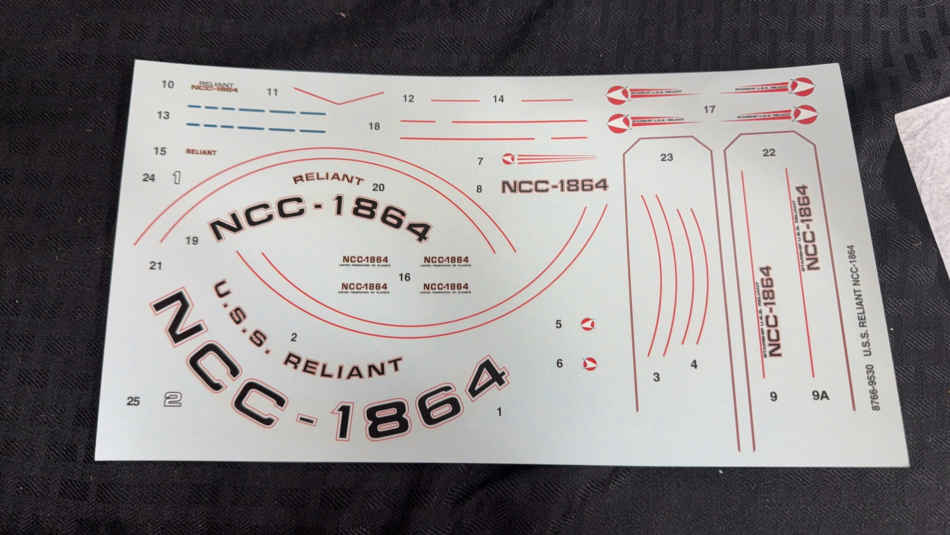 10
RELIANT
NCC-1864
11
12
14
13
18
17
15
RELIANT
24
1
RELIANT
20
NCC-1864
7
8
NCC-1864
23
22
19
21
NCC-1864
NCC-1864
16
NCC-1864
NCC-1864
U.S.S. RELIANT
2
NCC-1864
1
25
2
5
6
3
4
NCC-1864
9
NCC-1864
9A
8766-9530 U.S.S. RELIANT NCC-1864